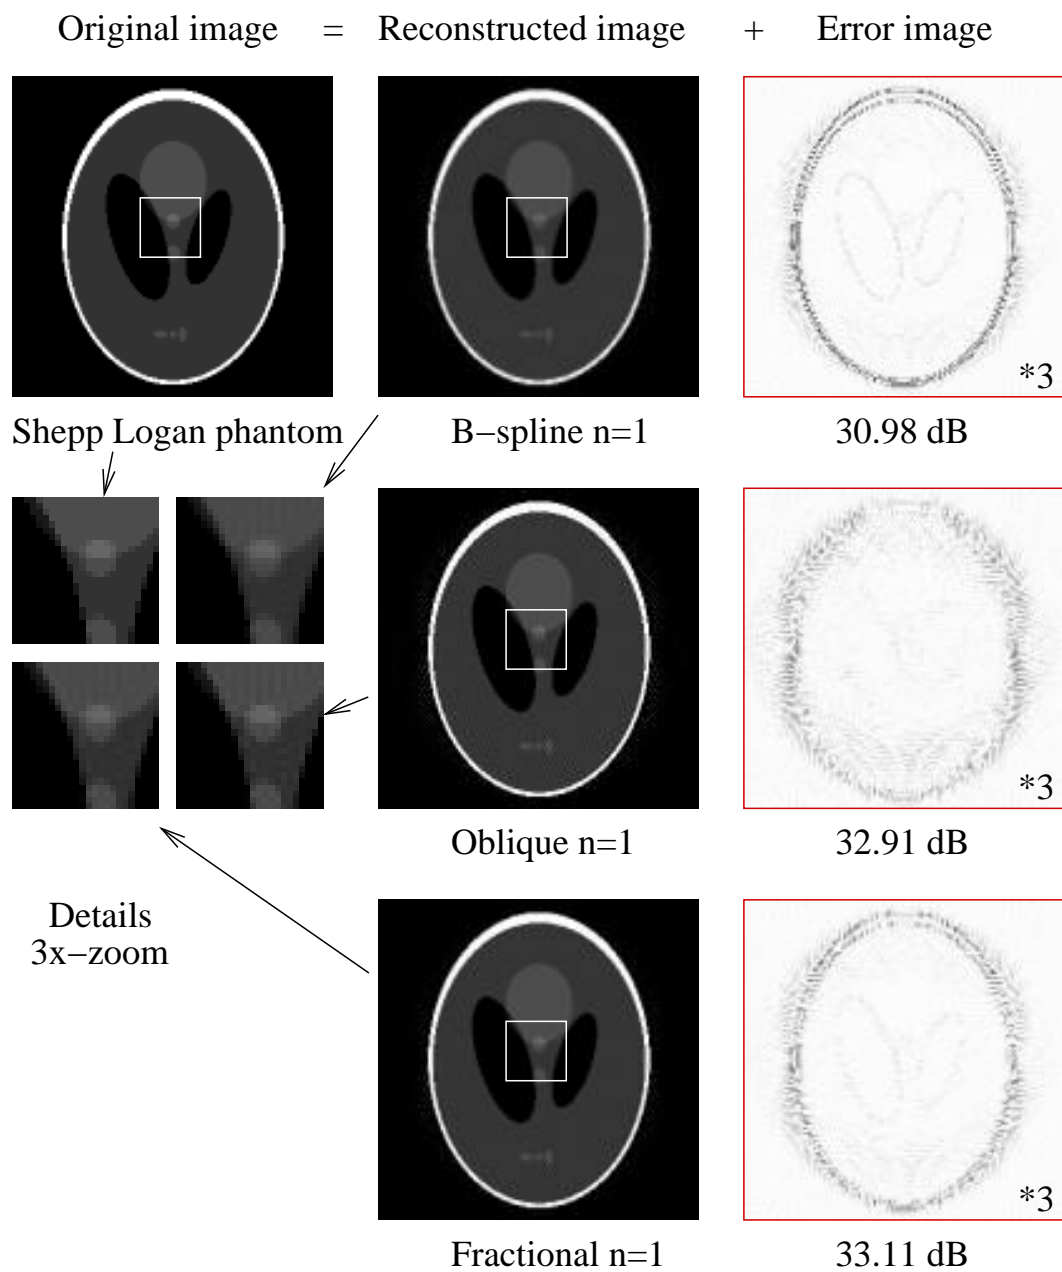 Original image = Reconstructed image + Error image
*3
Shepp Logan phantom B−spline n=1 30.98 dB
*3
Oblique n=1 32.91 dB
Details
3x−zoom
*3
Fractional n=1 33.11 dB